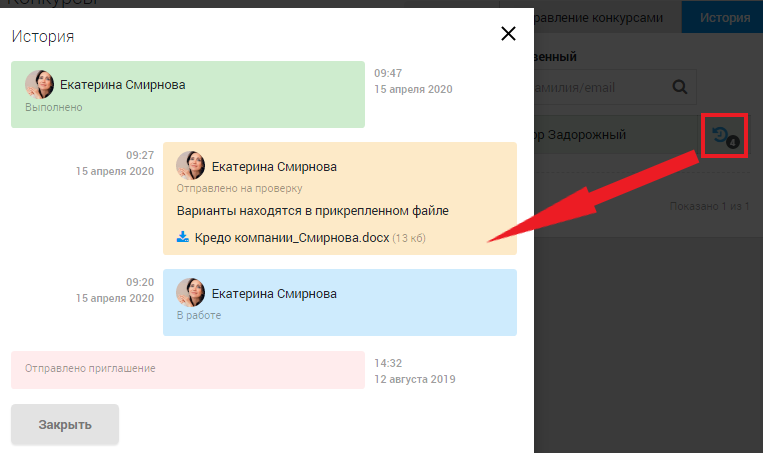 Конкурсы
История
равление конкурсами
История
Екатерина Смирнова
Выполнено
09:47
15 апреля 2020
венный
амилия/email
ор Задорожный
4
Показано 1 из 1
09:27
15 апреля 2020
Екатерина Смирнова
Отправлено на проверку
Варианты находятся в прикрепленном файле
Кредо компании_Смирнова.docx (13 кб)
09:20
15 апреля 2020
Екатерина Смирнова
В работе
Отправлено приглашение
14:32
12 августа 2019
Закрыть